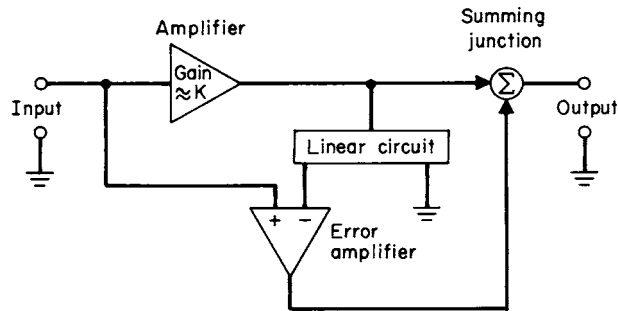 Summing
junction
Amplifier
Gain
≈K
Σ
Input
Output
Linear circuit
+ −
Error
amplifier